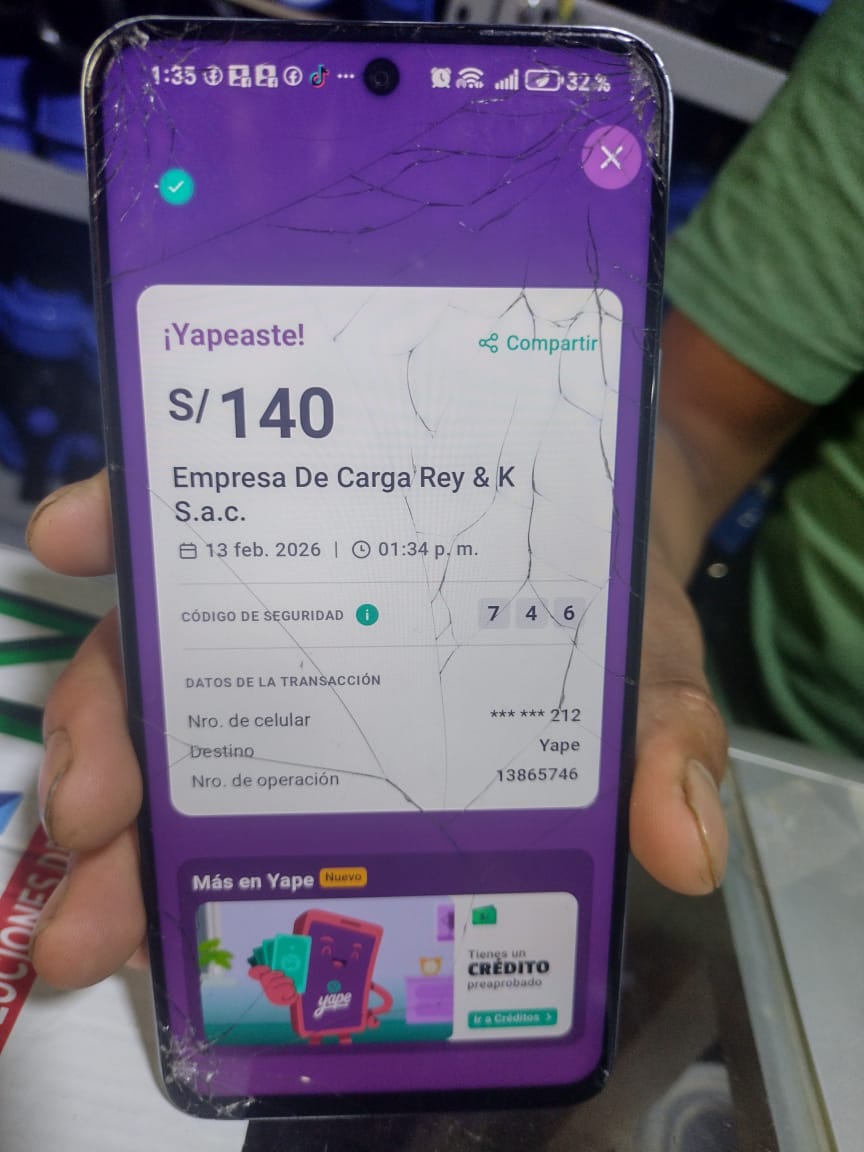 1:35 ... 32 %
¡Yapeaste!
Compartir
S/ 140
Empresa De Carga Rey & K
S.a.c.
13 feb. 2026 | 01:34 p. m.
CÓDIGO DE SEGURIDAD i 7 4 6
DATOS DE LA TRANSACCIÓN
Nro. de celular *** *** 212
Destino Yape
Nro. de operación 13865746
Más en Yape Nuevo
S/
yape
Tienes un
CRÉDITO
preaprobado
Ir a Créditos >